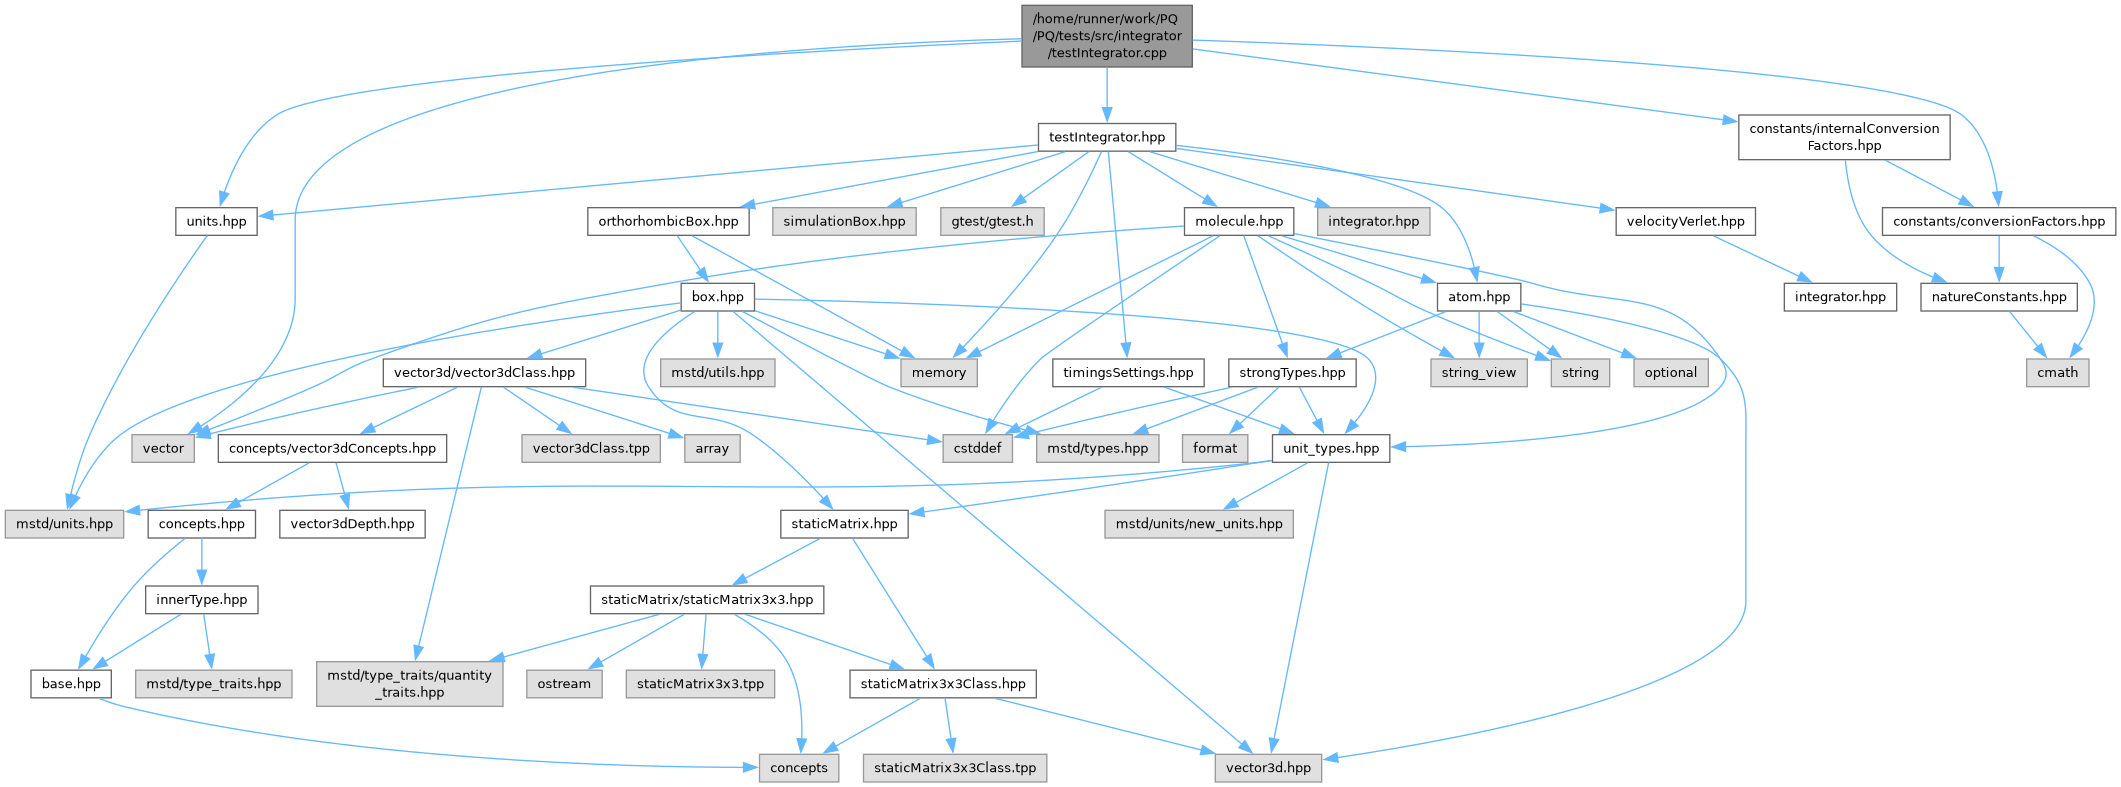 /home/runner/work/PQ
/PQ/tests/src/integrator
/testIntegrator.cpp
testIntegrator.hpp
constants/internalConversion
Factors.hpp
units.hpp
orthorhombicBox.hpp
simulationBox.hpp
gtest/gtest.h
molecule.hpp
integrator.hpp
velocityVerlet.hpp
constants/conversionFactors.hpp
box.hpp
atom.hpp
integrator.hpp
natureConstants.hpp
vector3d/vector3dClass.hpp
mstd/utils.hpp
memory
timingsSettings.hpp
strongTypes.hpp
string_view
string
optional
cmath
vector
concepts/vector3dConcepts.hpp
vector3dClass.tpp
array
cstddef
mstd/types.hpp
format
unit_types.hpp
mstd/units.hpp
concepts.hpp
vector3dDepth.hpp
staticMatrix.hpp
mstd/units/new_units.hpp
innerType.hpp
staticMatrix/staticMatrix3x3.hpp
base.hpp
mstd/type_traits.hpp
mstd/type_traits/quantity
_traits.hpp
ostream
staticMatrix3x3.tpp
staticMatrix3x3Class.hpp
concepts
staticMatrix3x3Class.tpp
vector3d.hpp